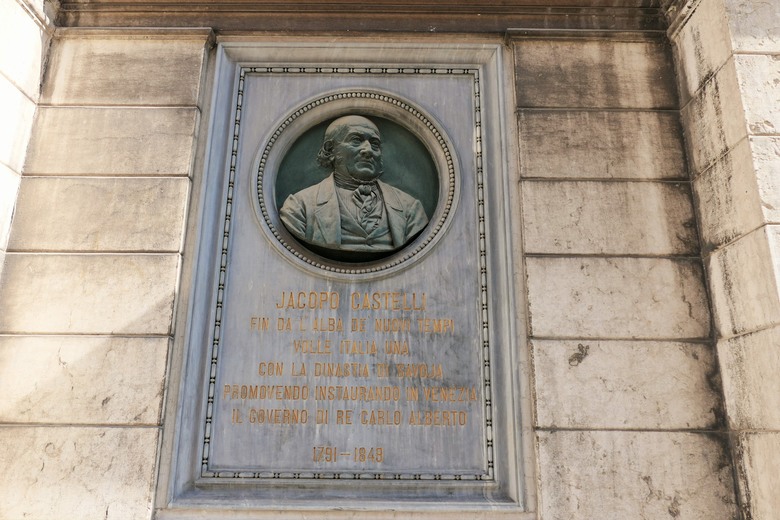 JACOPO CASTELLI
FIN DA L'ALBA DE' NUOVI TEMPI
VOLLE ITALIA UNA
CON LA DINASTIA DI SAVOJA
PROMOVENDO INSTAURANDO IN VENEZIA
IL GOVERNO DI RE CARLO ALBERTO
1791–1849